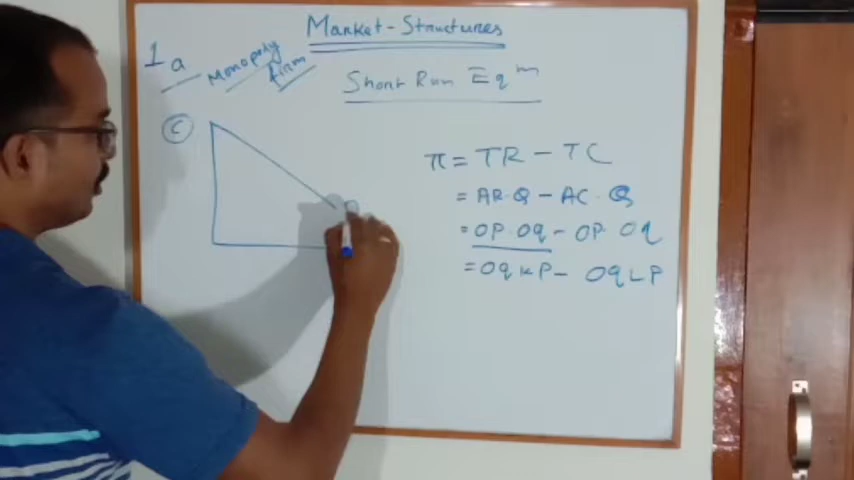 Market-Structures
1a Monopoly firm
Short Run Eqm
C
π = TR - TC
= AR.Q - AC.Q
= OP.Oq - OP.Oq
= OqKP - OqLP